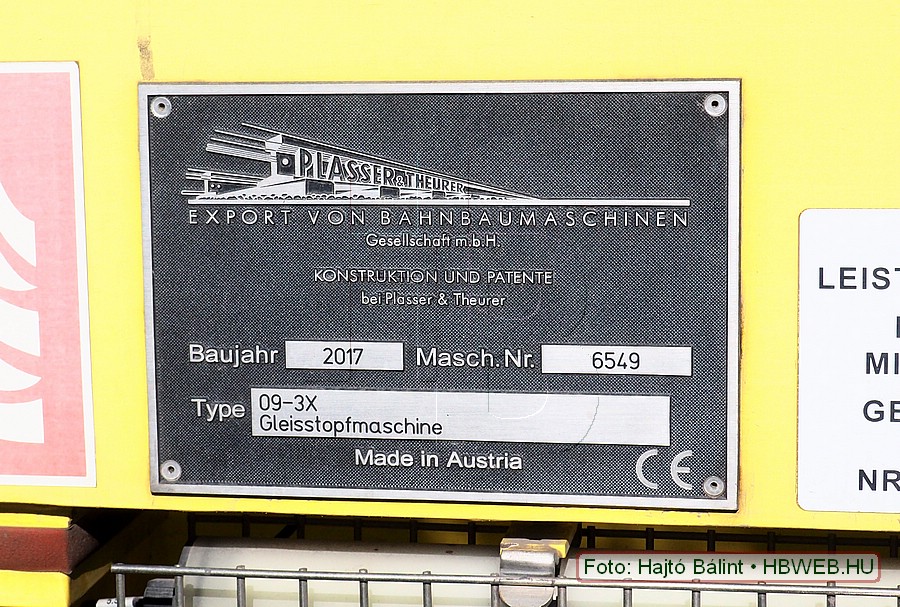 PLASSER & THEURER
EXPORT VON BAHNBAUMASCHINEN
Gesellschaft m.b.H.
KONSTRUKTION UND PATENTE
bei Plasser & Theurer
Baujahr 2017 Masch.Nr. 6549
Type 09-3X
Gleisstopfmaschine
Made in Austria
CE
LEIST
MI
GE
NR
Foto: Hajtó Bálint • HBWEB.HU